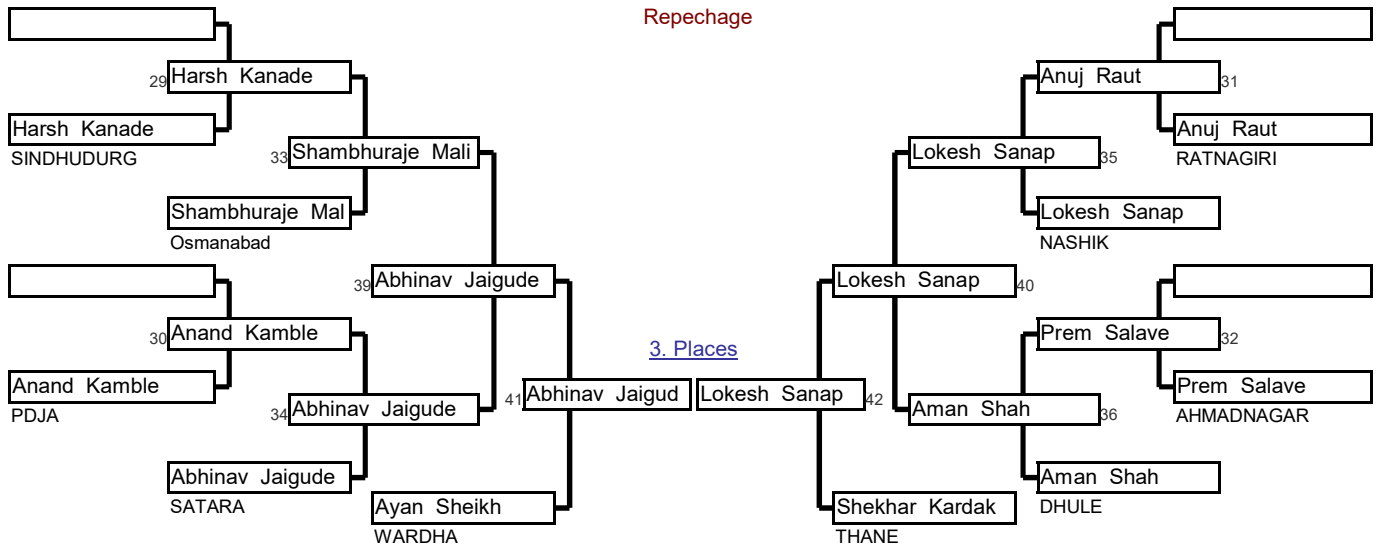 Repechage
29 Harsh Kanade
Harsh Kanade
SINDHUDURG
33 Shambhuraje Mali
Shambhuraje Mal
Osmanabad
39 Abhinav Jaigude
30 Anand Kamble
Anand Kamble
PDJA
34 Abhinav Jaigude
Abhinav Jaigude
SATARA
Ayan Sheikh
WARDHA
3. Places
41 Abhinav Jaigud
Lokesh Sanap 42
Anuj Raut 31
Anuj Raut
RATNAGIRI
Lokesh Sanap 35
Lokesh Sanap
NASHIK
Lokesh Sanap 40
Prem Salave 32
Prem Salave
AHMADNAGAR
Aman Shah 36
Aman Shah
DHULE
Shekhar Kardak
THANE